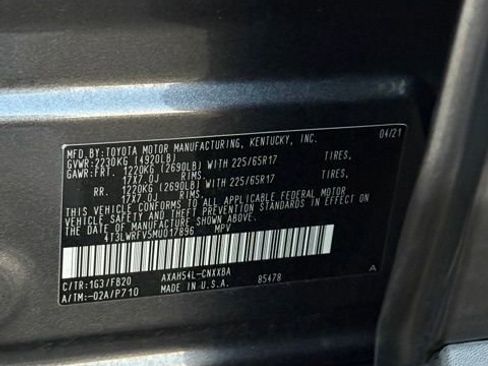 MFD.BY:TOYOTA MOTOR MANUFACTURING, KENTUCKY, INC. 04/21
GVWR:2230KG (4920LB)
GAWR:FRT. 1220KG (2690LB) WITH 225/65R17 TIRES,
17X7.0J RIMS,
RR. 1220KG (2690LB) WITH 225/65R17 TIRES,
17X7.0J RIMS.
THIS VEHICLE CONFORMS TO ALL APPLICABLE FEDERAL MOTOR
VEHICLE SAFETY AND THEFT PREVENTION STANDARDS IN EFFECT
ON THE DATE OF MANUFACTURE SHOWN ABOVE.
4T3LWRFV5MU017896 MPV
C/TR:1G3/FB20 AXAH54L-CNXXBA
A/TM:-02A/P710 MADE IN U.S.A. 85478 A